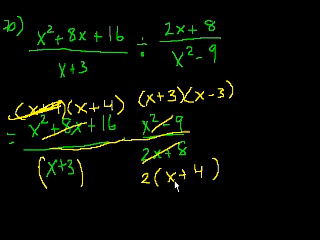 70) x² + 8x + 16 / x + 3 ÷ 2x + 8 / x² - 9
(x+4)(x+4) (x+3)(x-3)
= x² + 8x + 16 x² - 9
(x+3) 2x + 8
2(x+4)